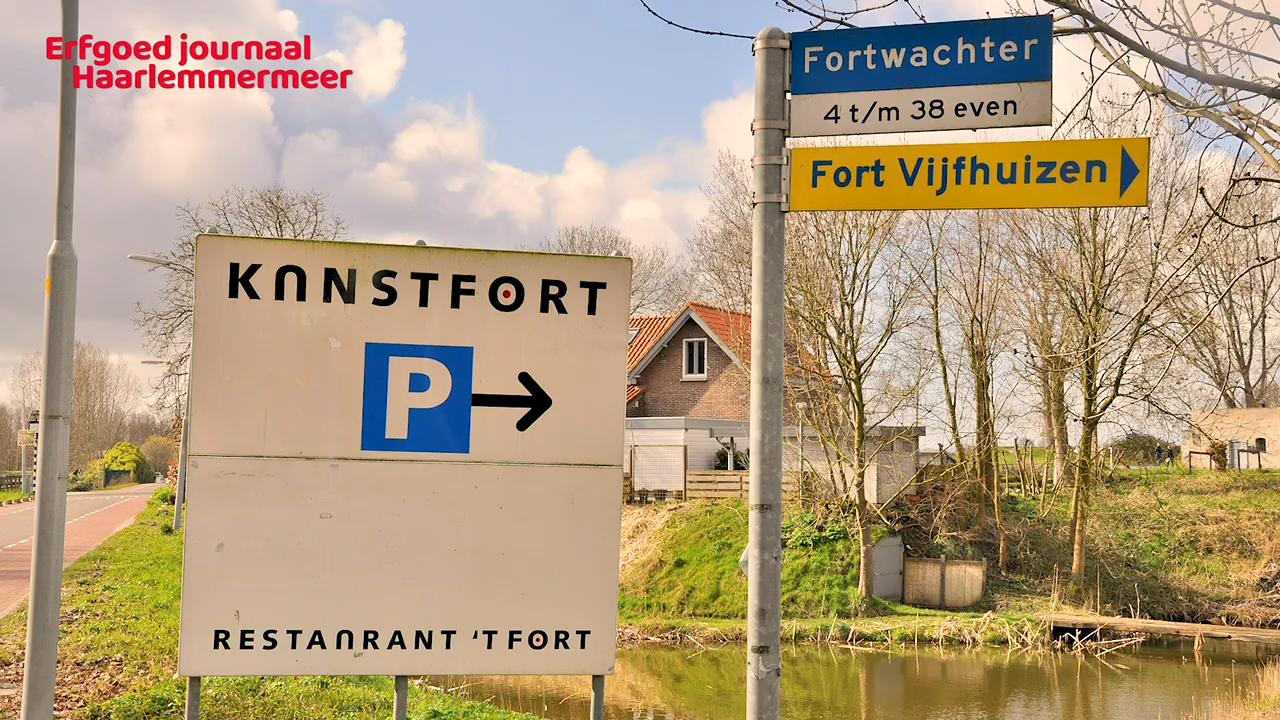 Erfgoed journaal
Haarlemmermeer
Fortwachter
4 t/m 38 even
Fort Vijfhuizen
KUNSTFORT
P
RESTAURANT 'T FORT